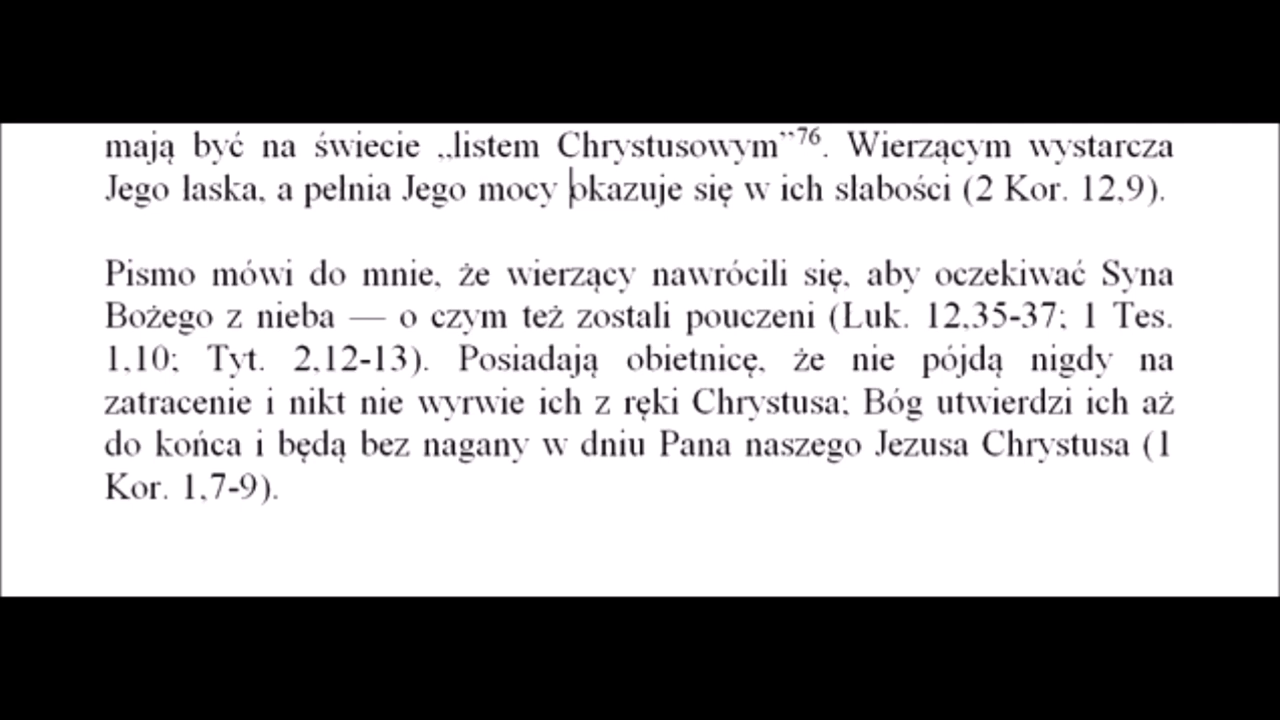 mają być na świecie „listem Chrystusowym”76. Wierzącym wystarcza
Jego łaska, a pełnia Jego mocy okazuje się w ich słabości (2 Kor. 12,9).
Pismo mówi do mnie, że wierzący nawrócili się, aby oczekiwać Syna
Bożego z nieba — o czym też zostali pouczeni (Luk. 12,35-37; 1 Tes.
1,10; Tyt. 2,12-13). Posiadają obietnicę, że nie pójdą nigdy na
zatracenie i nikt nie wyrwie ich z ręki Chrystusa; Bóg utwierdzi ich aż
do końca i będą bez nagany w dniu Pana naszego Jezusa Chrystusa (1
Kor. 1,7-9).